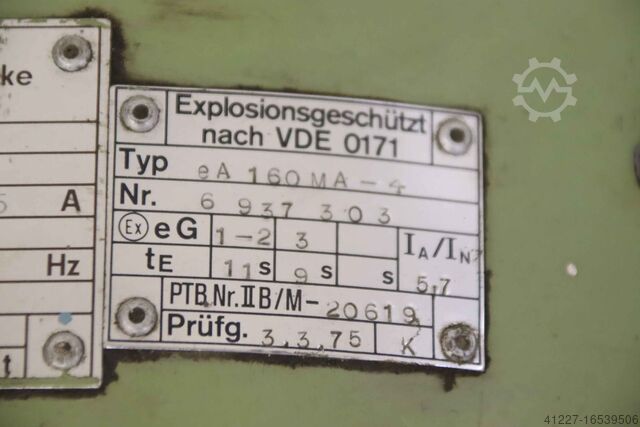 ke
A
Hz
t
Explosionsgeschützt
nach VDE 0171
Typ eA 160 MA-4
Nr. 6 937 303
Ex eG 1-2 3 IA/IN
tE 11 s 9 s s 5,7
PTB.Nr. II B/M-20619
Prüfg. 3.3.75 K
41227-16539506